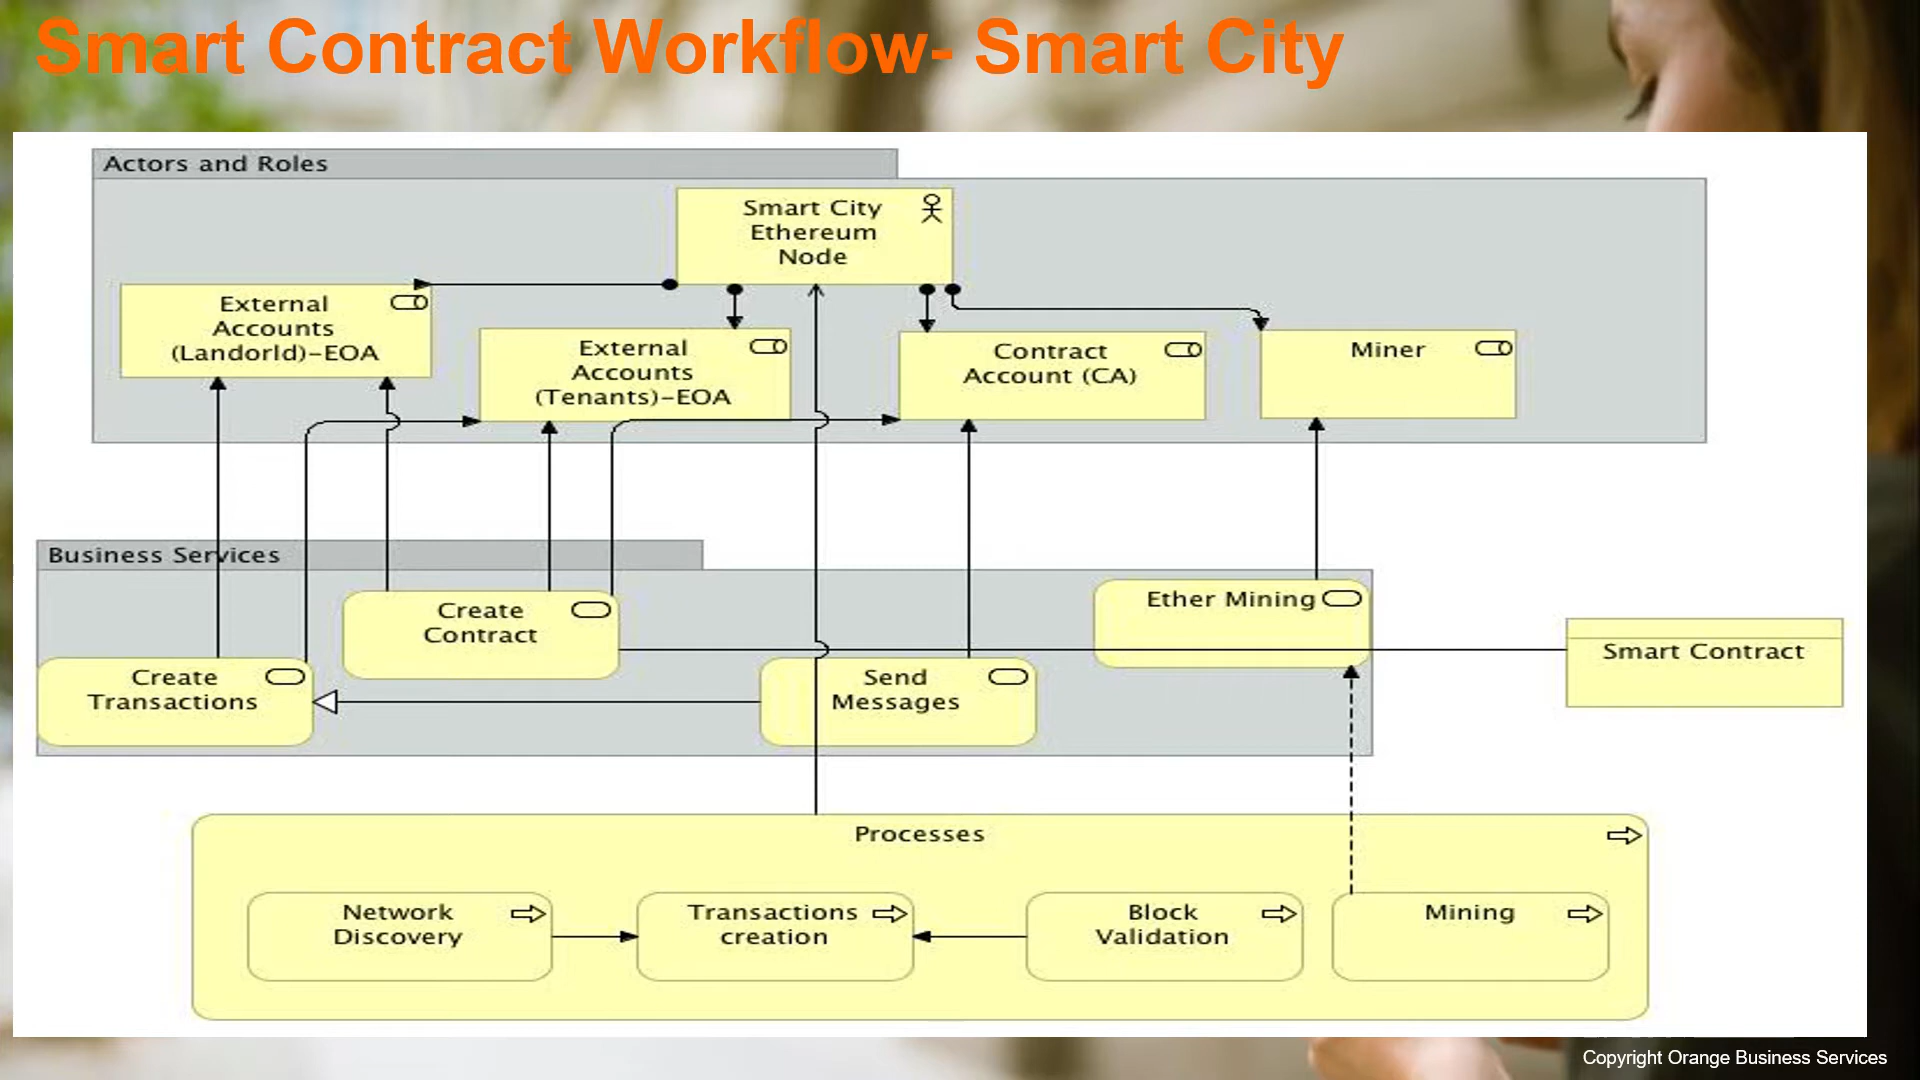 Smart Contract Workflow- Smart City
Actors and Roles
Smart City
Ethereum
Node
External
Accounts
(Landorld)-EOA
External
Accounts
(Tenants)-EOA
Contract
Account (CA)
Miner
Business Services
Create
Contract
Ether Mining
Smart Contract
Create
Transactions
Send
Messages
Processes
Network
Discovery
Transactions
creation
Block
Validation
Mining
Copyright Orange Business Services